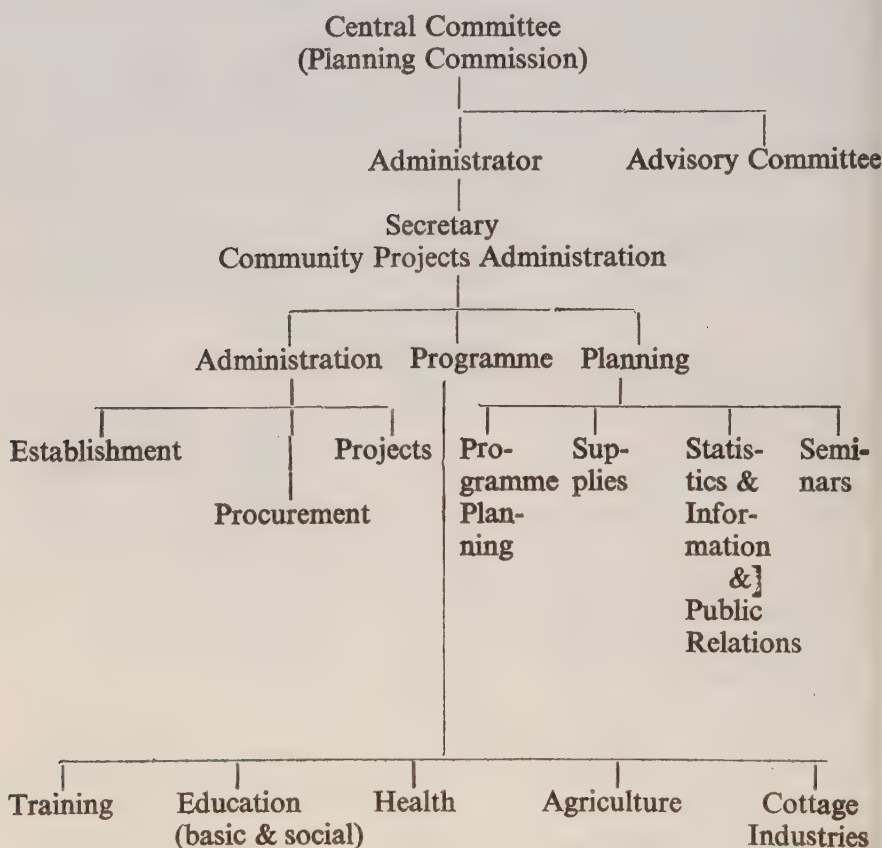 Central Committee
(Planning Commission)
Administrator Advisory Committee
Secretary
Community Projects Administration
Administration Programme Planning
Establishment
Projects
Procurement
Pro-
gramme
Plan-
ning
Sup-
plies
Statis-
tics &
Infor-
mation
&]
Public
Relations
Semi-
nars
Training
Education
(basic & social)
Health
Agriculture
Cottage
Industries